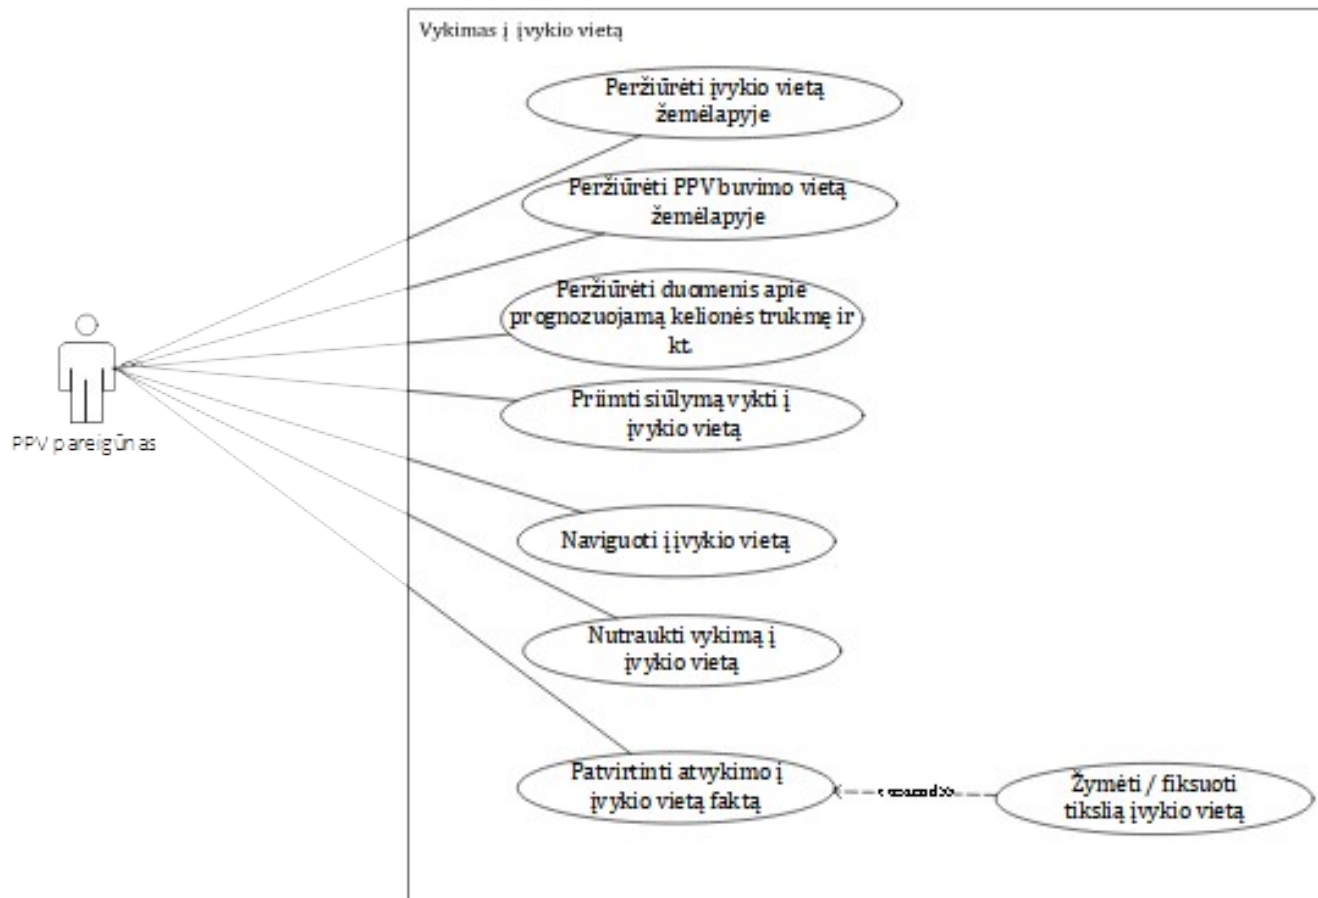 Vykimas į įvykio vietą
Peržiūrėti įvykio vietą
žemėlapyje
Peržiūrėti PPV buvimo vietą
žemėlapyje
Peržiūrėti duomenis apie
prognozuojamą kelionės trukmę ir
kt.
Priimti siūlymą vykti į
įvykio vietą
PPV pareigūnas
Naviguoti į įvykio vietą
Nutraukti vykimą į
įvykio vietą
Patvirtinti atvykimo į
įvykio vietą faktą
Žymėti / fiksuoti
tikslią įvykio vietą